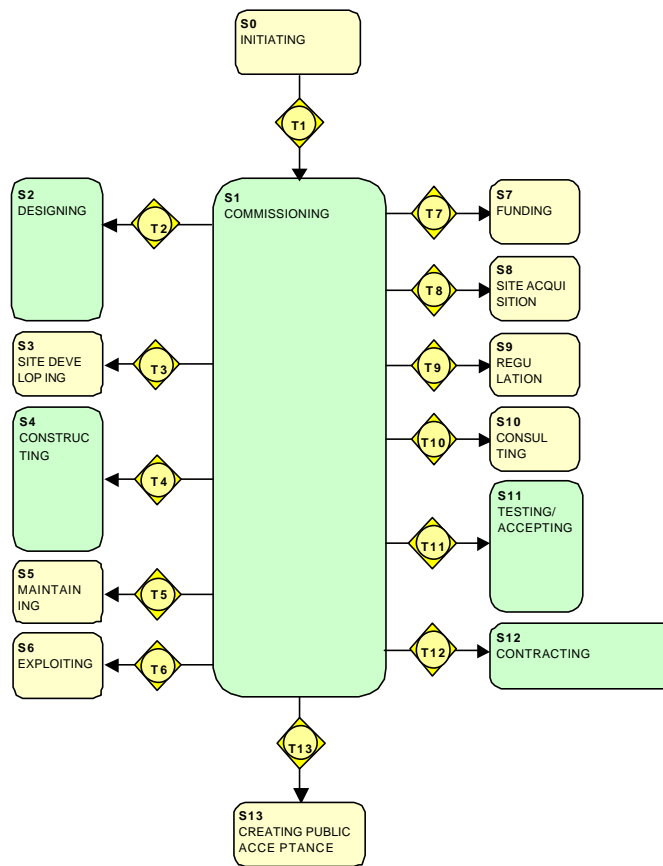 S0
INITIATING
T1
S1
COMMISSIONING
S2
DESIGNING
T2
T7
S7
FUNDING
T8
S8
SITE ACQUI
SITION
S3
SITE DEVE
LOP ING
T3
T9
S9
REGU
LATION
S4
CONSTRUC
TING
T4
T10
S10
CONSUL
TING
T11
S11
TESTING/
ACCEPTING
S5
MAINTAIN
ING
T5
S6
EXPLOITING
T6
T12
S12
CONTRACTING
T13
S13
CREATING PUBLIC
ACCE PTANCE